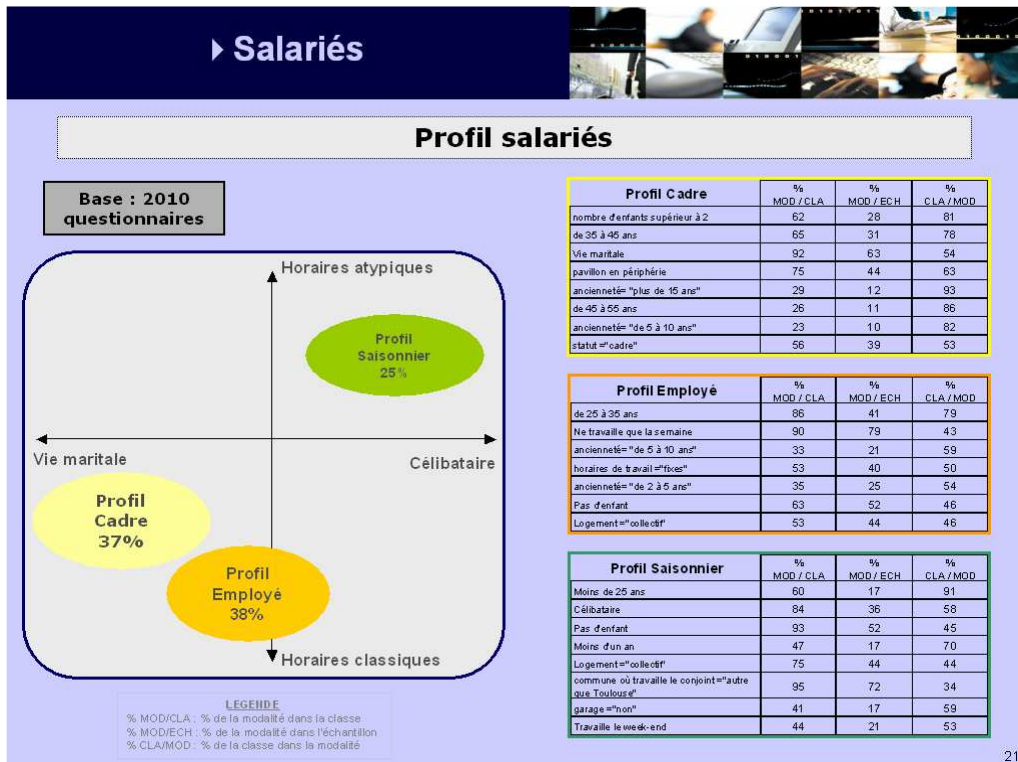 Salariés
Profil salariés
Base : 2010
questionnaires
Horaires atypiques
Profil
Saisonnier
25%
Vie maritale
Célibataire
Profil
Cadre
37%
Profil
Employé
38%
Horaires classiques
LEGENDE
% MOD/CLA : % de la modalité dans la classe
% MOD/ECH : % de la modalité dans l'échantillon
% CLA/MOD : % de la classe dans la modalité
Profil Cadre % MOD / CLA % MOD / ECH % CLA / MOD
nombre d'enfants supérieur à 2 62 28 81
de 35 à 45 ans 65 31 78
Vie maritale 92 63 54
pavillon en périphérie 75 44 63
ancienneté= "plus de 15 ans" 29 12 93
de 45 à 55 ans 26 11 86
ancienneté= "de 5 à 10 ans" 23 10 82
statut ="cadre" 56 39 53
Profil Employé % MOD / CLA % MOD / ECH % CLA / MOD
de 25 à 35 ans 86 41 79
Ne travaille que la semaine 90 79 43
ancienneté= "de 5 à 10 ans" 33 21 59
horaires de travail ="fixes" 53 40 50
ancienneté= "de 2 à 5 ans" 35 25 54
Pas d'enfant 63 52 46
Logement ="collectif" 53 44 46
Profil Saisonnier % MOD / CLA % MOD / ECH % CLA / MOD
Moins de 25 ans 60 17 91
Célibataire 84 36 58
Pas d'enfant 93 52 45
Moins d'un an 47 17 70
Logement ="collectif" 75 44 44
commune où travaille le conjoint ="autre
que Toulouse" 95 72 34
garage ="non" 41 17 59
Travaille le week-end 44 21 53
21